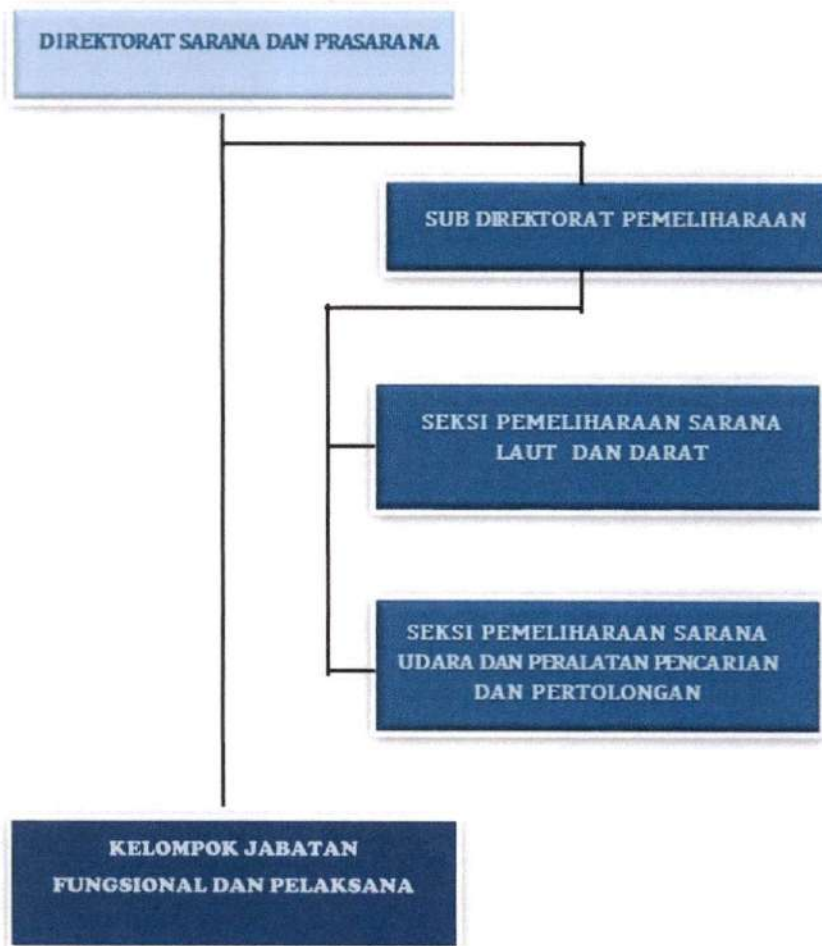 DIREKTORAT SARANA DAN PRASARANA
SUB DIREKTORAT PEMELIHARAAN
SEKSI PEMELIHARAAN SARANA
LAUT DAN DARAT
SEKSI PEMELIHARAAN SARANA
UDARA DAN PERALATAN PENCARIAN
DAN PERTOLONGAN
KELOMPOK JABATAN
FUNGSIONAL DAN PELAKSANA